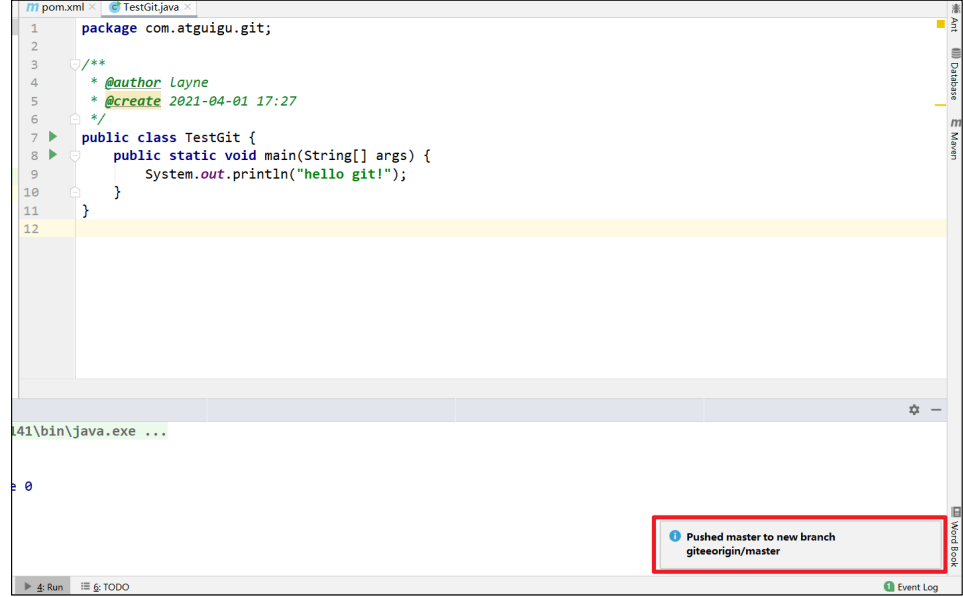 m pom.xml × TestGit.java ×
1 package com.atguigu.git;
2
3 /**
4 * @author Layne
5 * @create 2021-04-01 17:27
6 */
7 public class TestGit {
8 public static void main(String[] args) {
9 System.out.println("hello git!");
10 }
11 }
12
141\bin\java.exe ...
e 0
Pushed master to new branch
giteeorigin/master
4: Run 6: TODO 1 Event Log
Ant
Database
m Maven
Word Book